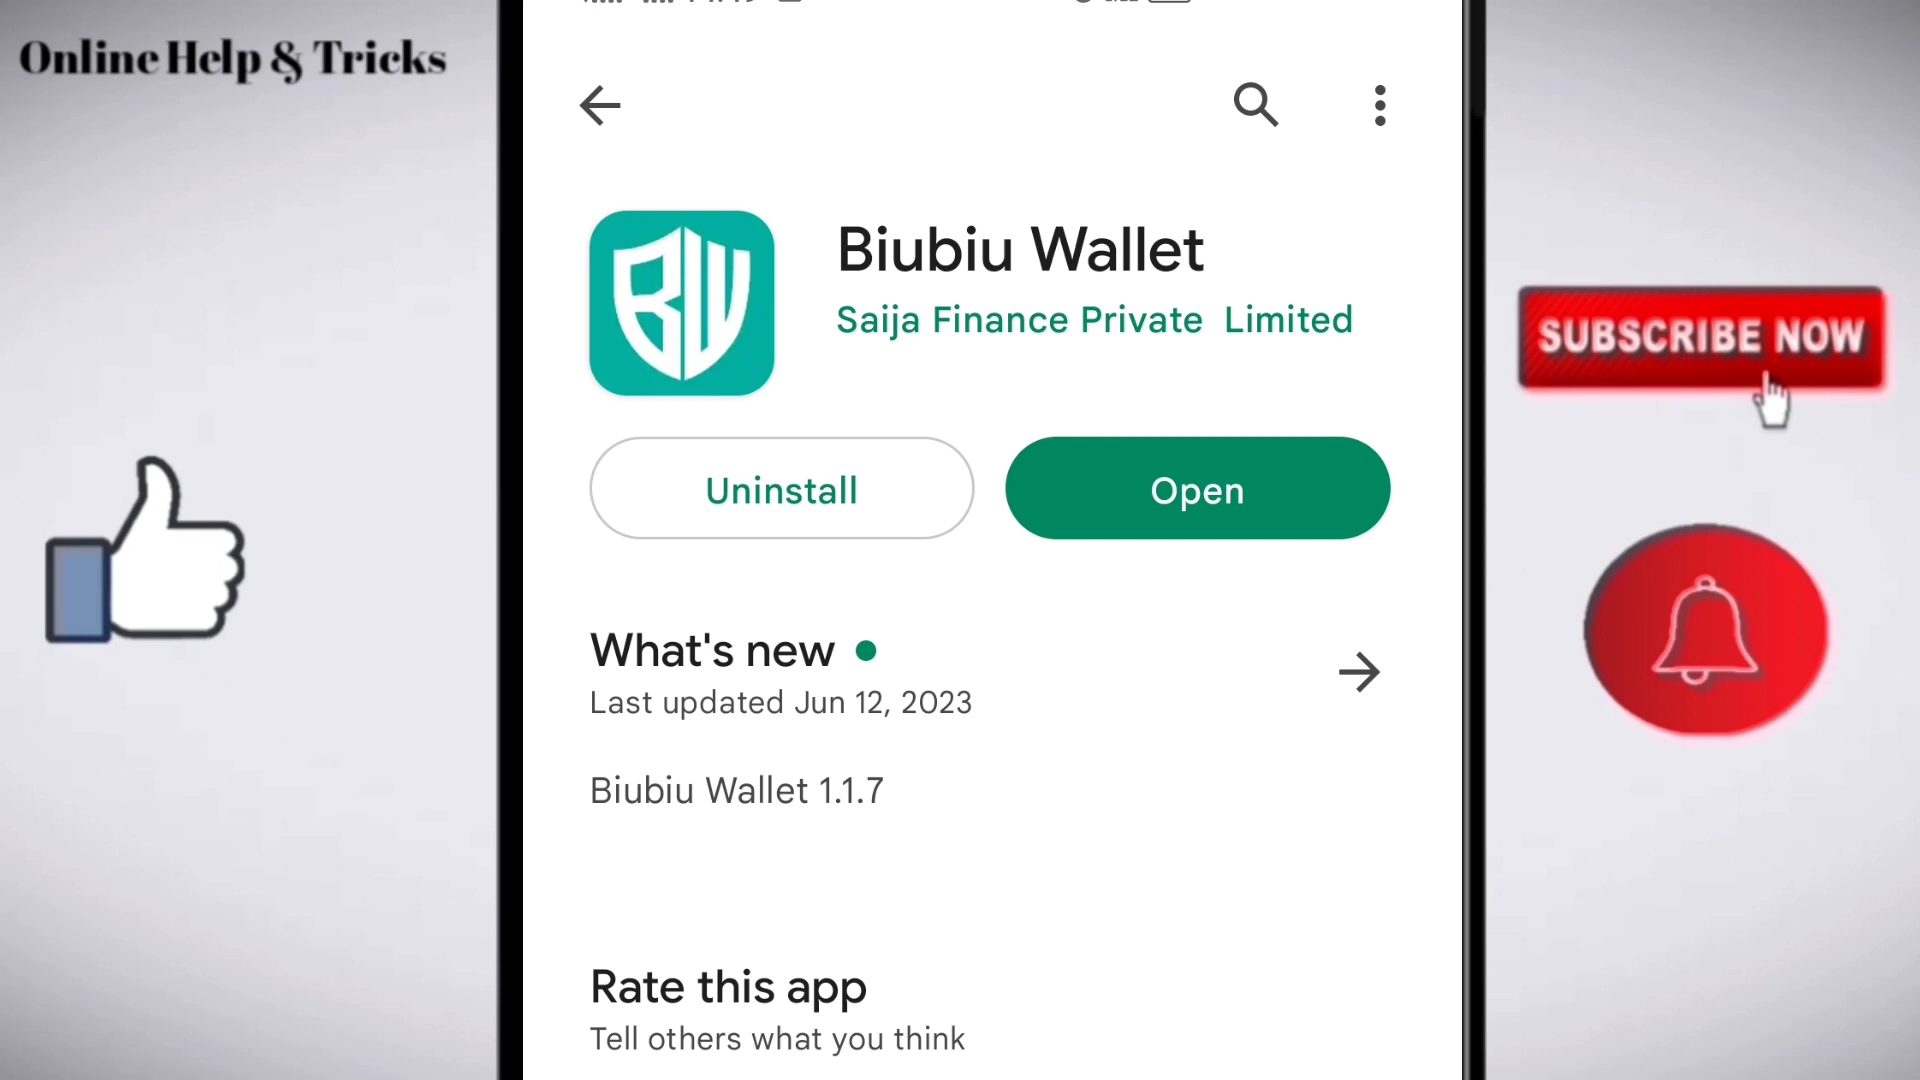 Online Help & Tricks
BIU
Biubiu Wallet
Saija Finance Private Limited
Uninstall
Open
SUBSCRIBE NOW
What's new
Last updated Jun 12, 2023
Biubiu Wallet 1.1.7
Rate this app
Tell others what you think